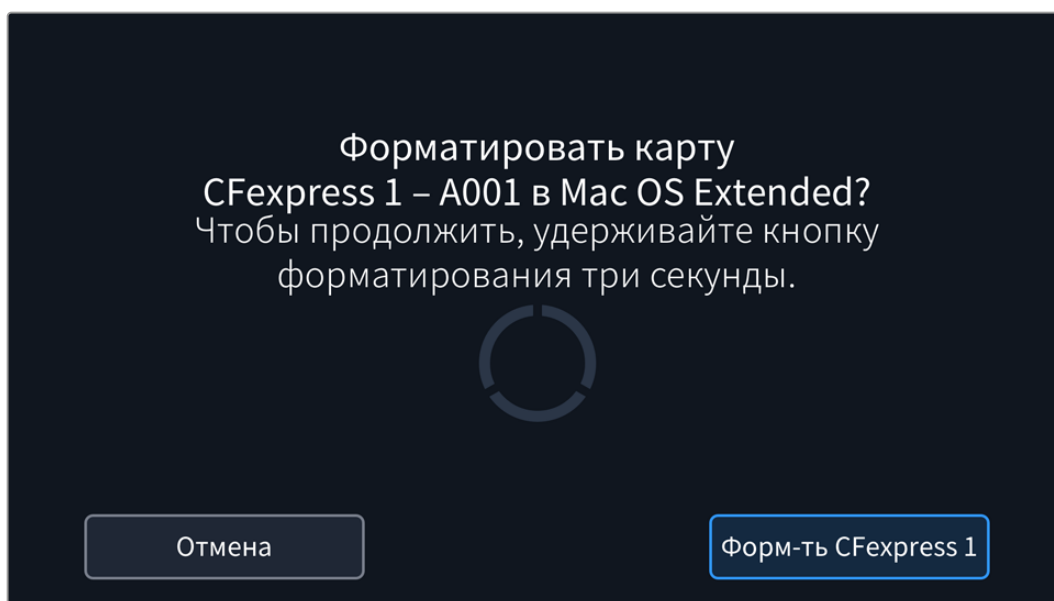 Форматировать карту
CFexpress 1 – A001 в Mac OS Extended?
Чтобы продолжить, удерживайте кнопку
форматирования три секунды.
Отмена
Форм-ть CFexpress 1